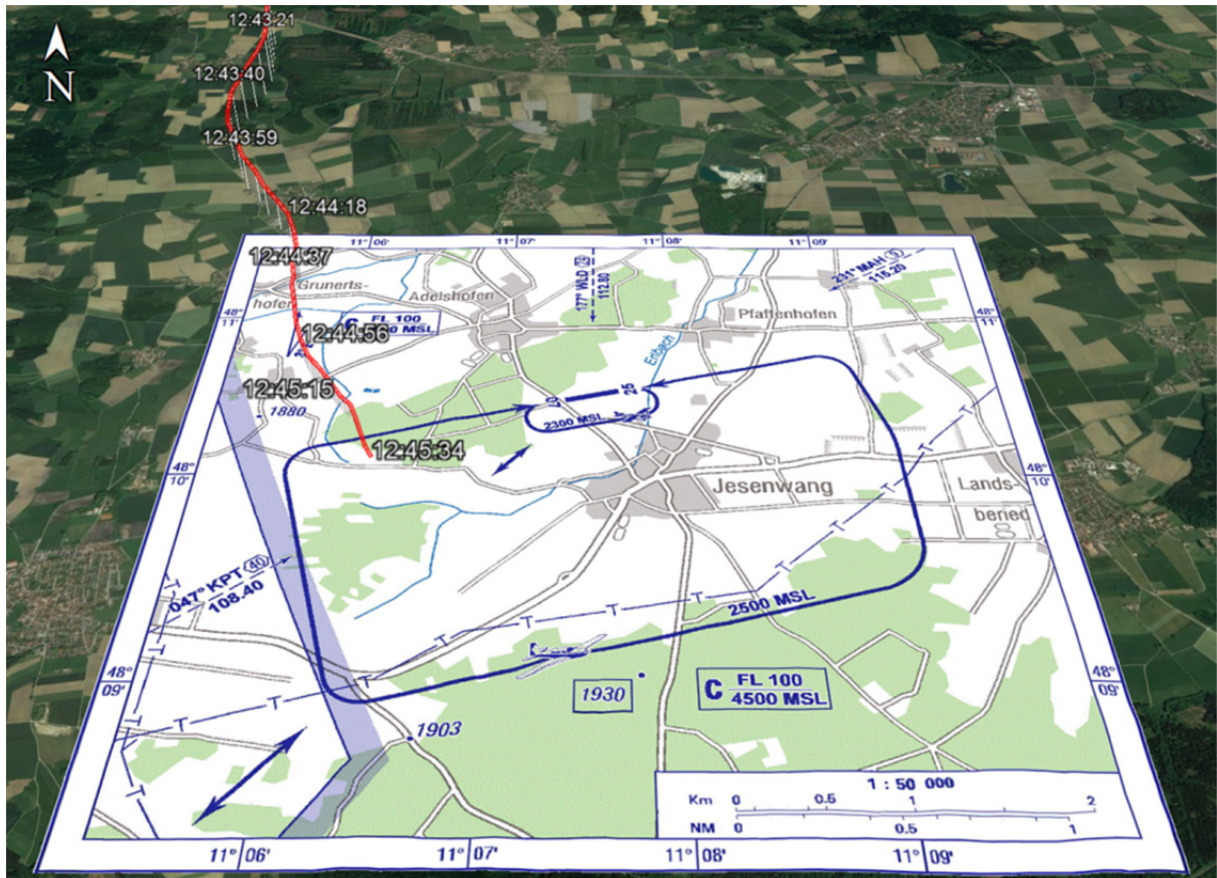 12:43:21
N
12:43:40
12:43:59
12:44:18
12:44:37
12:44:56
12:45:15
12:45:34
11° 06'
11° 07'
11° 08'
11° 09'
48°
11'
48°
11'
Grunerts-
hofen
Adelshofen
177° WLD
112.80
231° MAH
115.20
Pfaffenhofen
C FL 100
MSL
Erlbach
25
2300 MSL
1880
48°
10'
48°
10'
Jesenwang
Lands-
beried
047° KPT 40
108.40
T
T
T
T
T
T
T
T
T
2500 MSL
48°
09'
48°
09'
1930
C FL 100
4500 MSL
1903
1 : 50 000
Km 0 0.5 1 2
NM 0 0.5 1
11° 06'
11° 07'
11° 08'
11° 09'